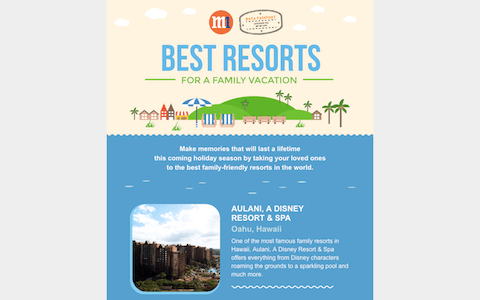 m1
BEST RESORTS
FOR A FAMILY VACATION
Make memories that will last a lifetime
this coming holiday season by taking your loved ones
to the best family-friendly resorts in the world.
AULANI, A DISNEY
RESORT & SPA
Oahu, Hawaii
One of the most famous family resorts in
Hawaii, Aulani, A Disney Resort & Spa
offers everything from Disney characters
roaming the grounds to a sparkling pool and
much more.